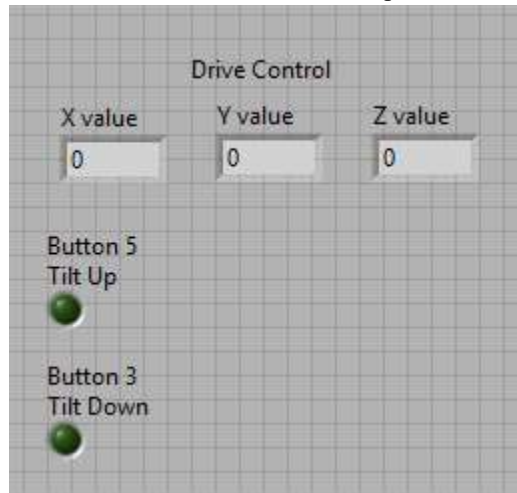 Drive Control
X value Y value Z value
0 0 0
Button 5
Tilt Up
Button 3
Tilt Down